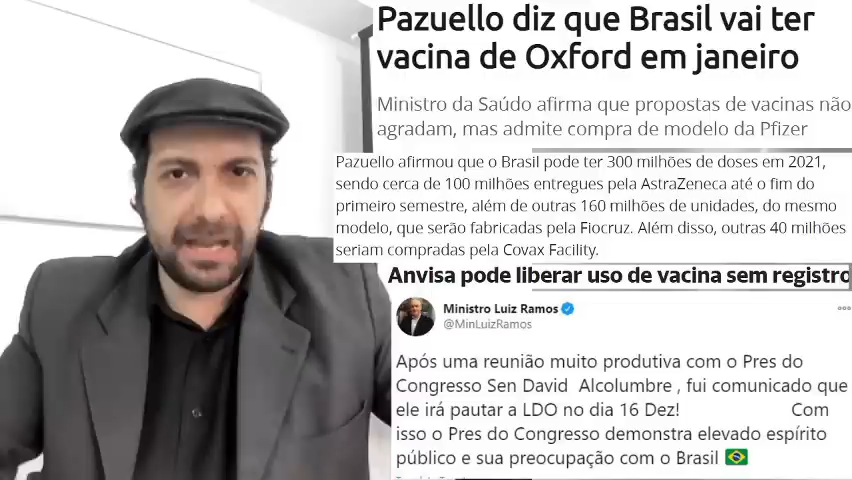 Pazuello diz que Brasil vai ter
vacina de Oxford em janeiro
Ministro da Saúdo afirma que propostas de vacinas não
agradam, mas admite compra de modelo da Pfizer
Pazuello afirmou que o Brasil pode ter 300 milhões de doses em 2021,
sendo cerca de 100 milhões entregues pela AstraZeneca até o fim do
primeiro semestre, além de outras 160 milhões de unidades, do mesmo
modelo, que serão fabricadas pela Fiocruz. Além disso, outras 40 milhões
seriam compradas pela Covax Facility.
Anvisa pode liberar uso de vacina sem registro
Ministro Luiz Ramos
@MinLuizRamos
Após uma reunião muito produtiva com o Pres do
Congresso Sen David Alcolumbre , fui comunicado que
ele irá pautar a LDO no dia 16 Dez! Com
isso o Pres do Congresso demonstra elevado espírito
público e sua preocupação com o Brasil 🇧🇷